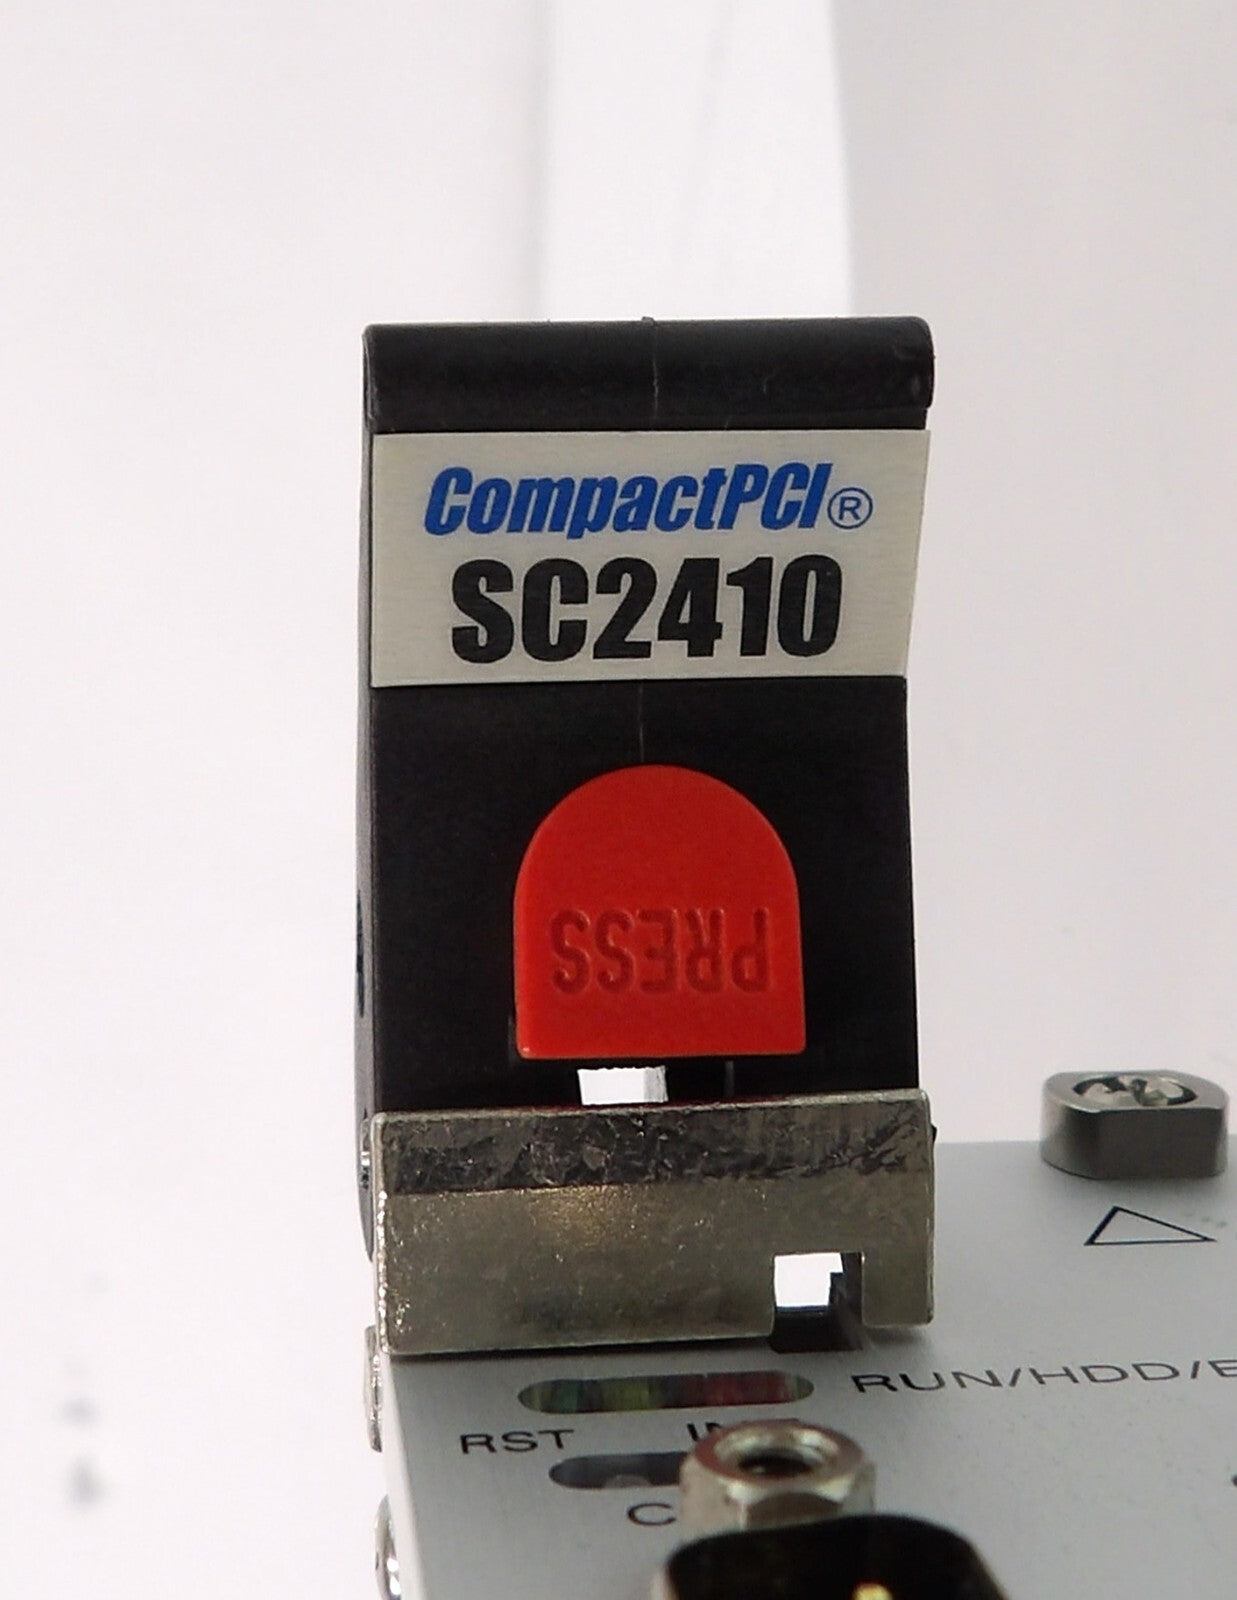 CompactPCI®
SC2410
PRESS
RUN/HDD/E
RST